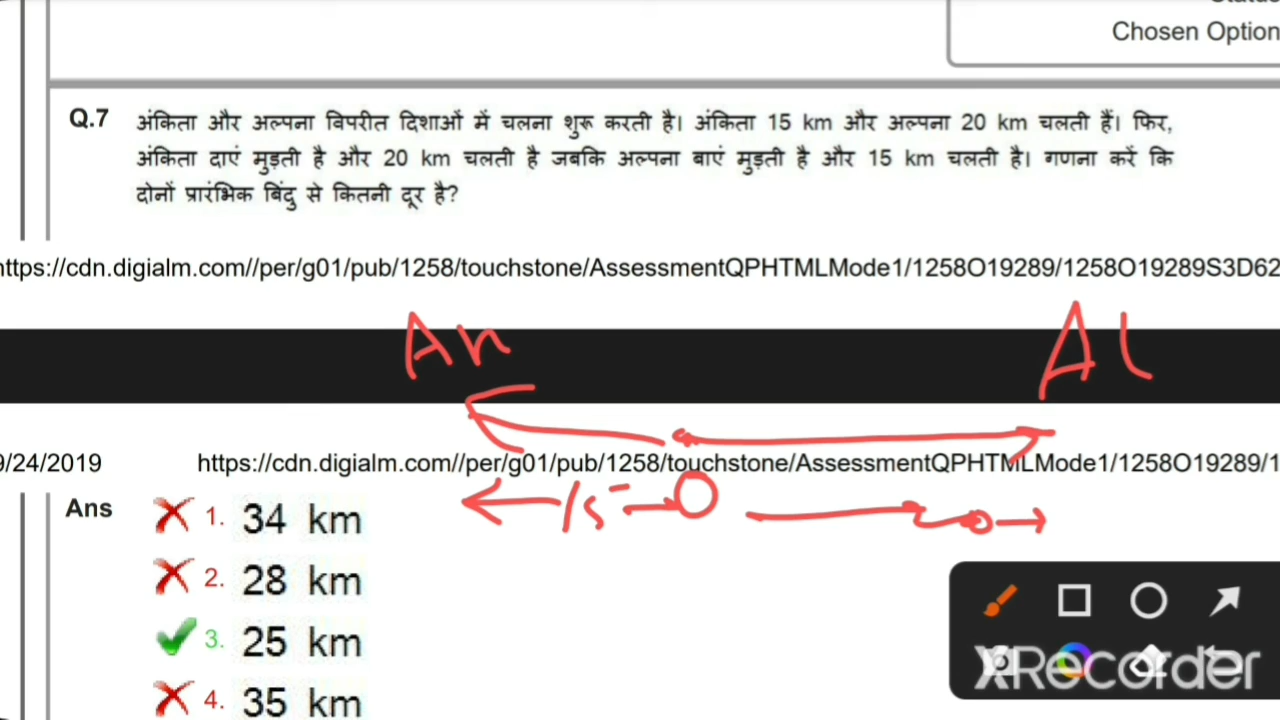 Chosen Option
Q.7 अंकिता और अल्पना विपरीत दिशाओं में चलना शुरू करती है। अंकिता 15 km और अल्पना 20 km चलती हैं। फिर,
अंकिता दाएं मुड़ती है और 20 km चलती है जबकि अल्पना बाएं मुड़ती है और 15 km चलती है। गणना करें कि
दोनों प्रारंभिक बिंदु से कितनी दूर है?
ttps://cdn.digialm.com//per/g01/pub/1258/touchstone/AssessmentQPHTMLMode1/1258O19289/1258O19289S3D62
An
Al
9/24/2019 https://cdn.digialm.com//per/g01/pub/1258/touchstone/AssessmentQPHTMLMode1/1258O19289/1
15
Ans 1. 34 km
2. 28 km
3. 25 km
4. 35 km
XRecorder